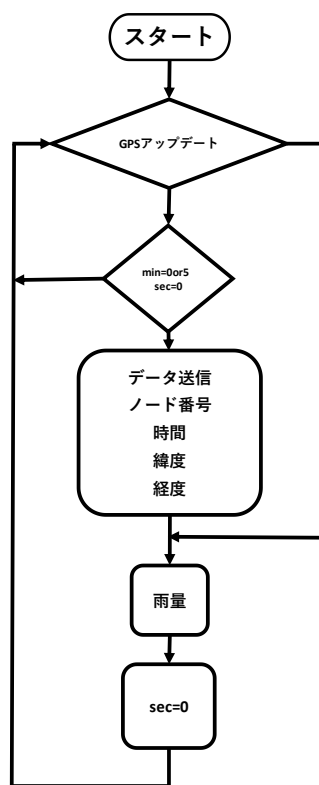 スタート
GPSアップデート
min=0or5
sec=0
データ送信
ノード番号
時間
緯度
経度
雨量
sec=0